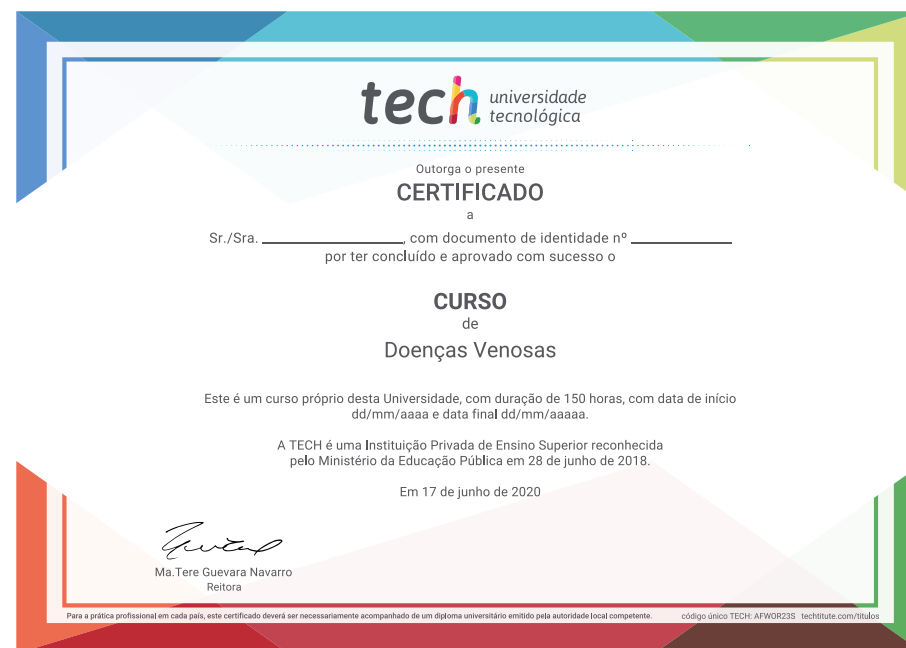 tech universidade
tecnológica
Outorga o presente
CERTIFICADO
a
Sr./Sra. ________________, com documento de identidade nº ____________
por ter concluído e aprovado com sucesso o
CURSO
de
Doenças Venosas
Este é um curso próprio desta Universidade, com duração de 150 horas, com data de início
dd/mm/aaaa e data final dd/mm/aaaaa.
A TECH é uma Instituição Privada de Ensino Superior reconhecida
pelo Ministério da Educação Pública em 28 de junho de 2018.
Em 17 de junho de 2020
Ma.Tere Guevara Navarro
Reitora
Para a prática profissional em cada país, este certificado deverá ser necessariamente acompanhado de um diploma universitário emitido pela autoridade local competente. código único TECH: AFWOR23S techtitute.com/titulos